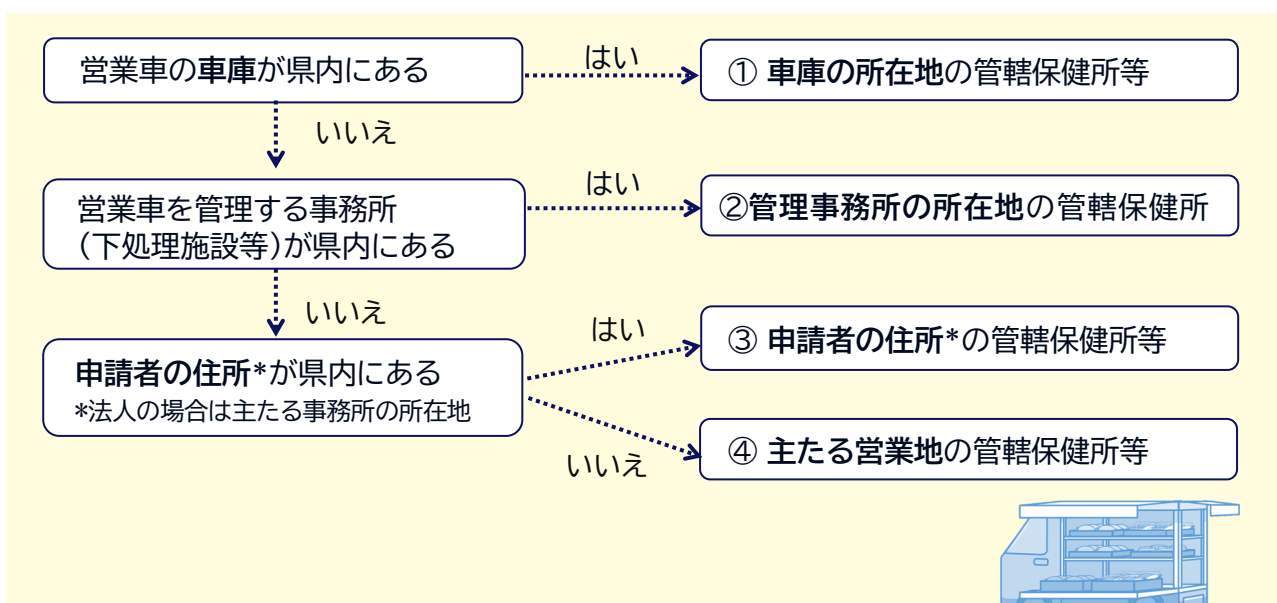 営業車の車庫が県内にある
はい
① 車庫の所在地の管轄保健所等
いいえ
営業車を管理する事務所
(下処理施設等)が県内にある
はい
②管理事務所の所在地の管轄保健所
いいえ
申請者の住所*が県内にある
*法人の場合は主たる事務所の所在地
はい
③ 申請者の住所*の管轄保健所等
いいえ
④ 主たる営業地の管轄保健所等